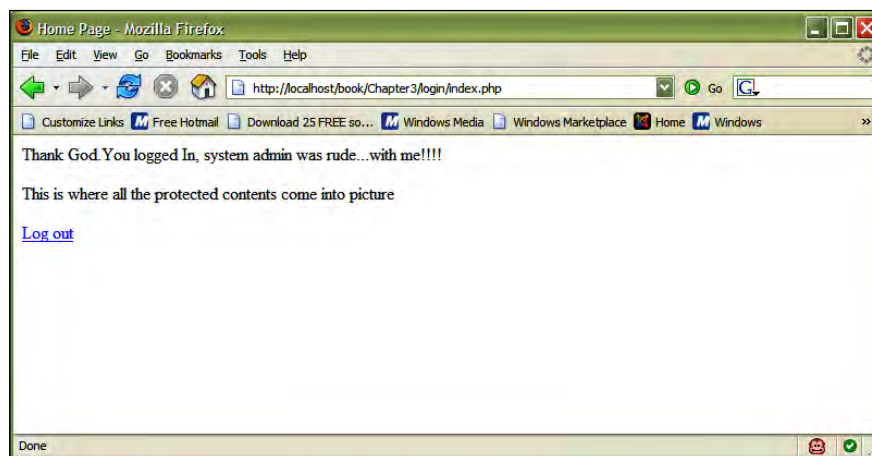 Home Page - Mozilla Firefox
File Edit View Go Bookmarks Tools Help
http://localhost/book/Chapter3/login/index.php Go G
Customize Links Free Hotmail Download 25 FREE so... Windows Media Windows Marketplace Home Windows »
Thank God.You logged In, system admin was rude...with me!!!!
This is where all the protected contents come into picture
Log out
Done